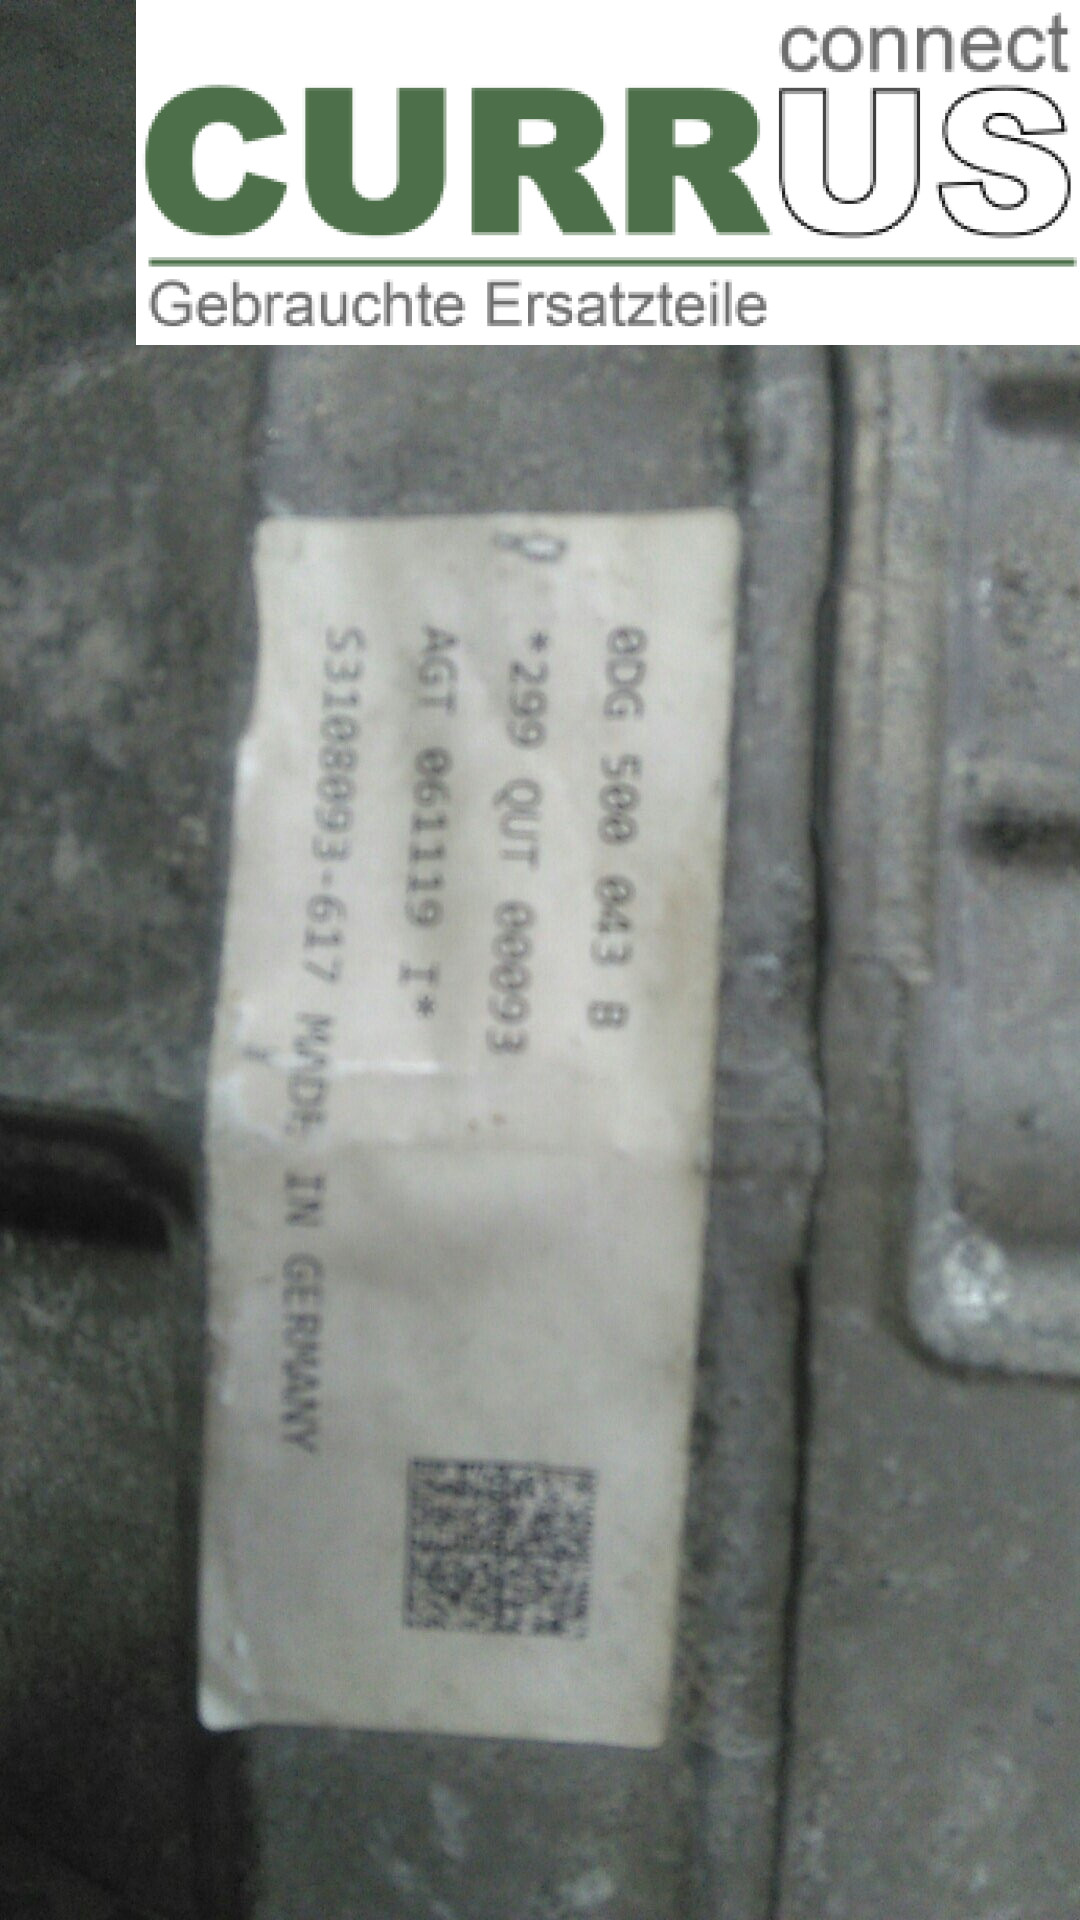 connect
CURRUS
Gebrauchte Ersatzteile
0DG 500 043 B
*299 QUT 00093
AGT 061119 I*
S3108093-617 MADE IN GERMANY